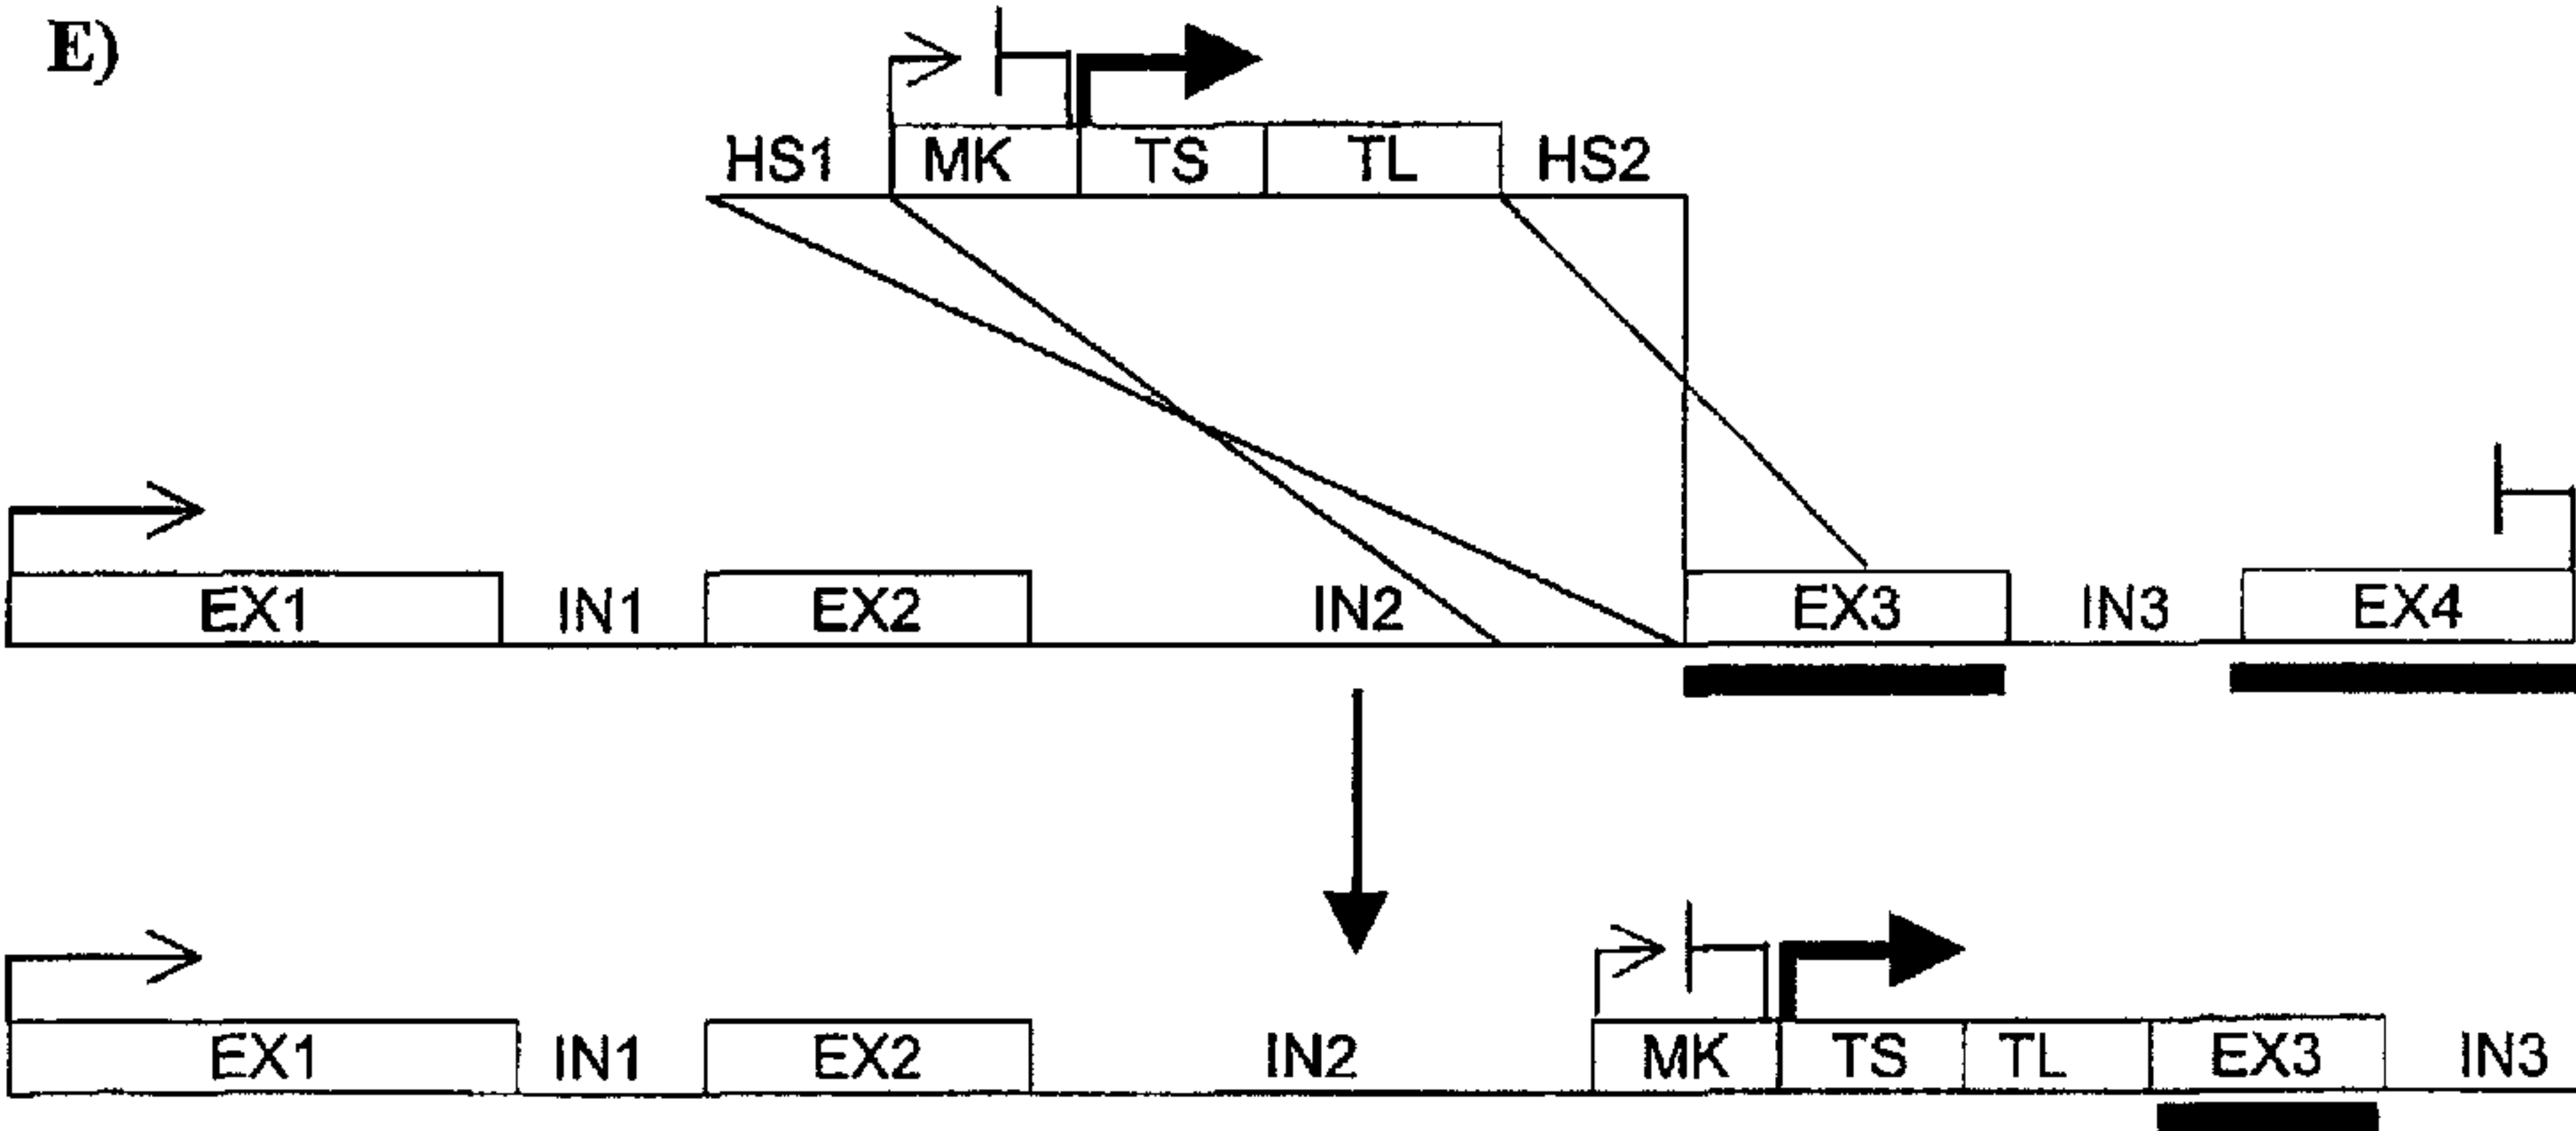 E)
HS1 MK TS TL HS2
EX1 IN1 EX2 IN2 EX3 IN3 EX4
EX1 IN1 EX2 IN2 MK TS TL EX3 IN3